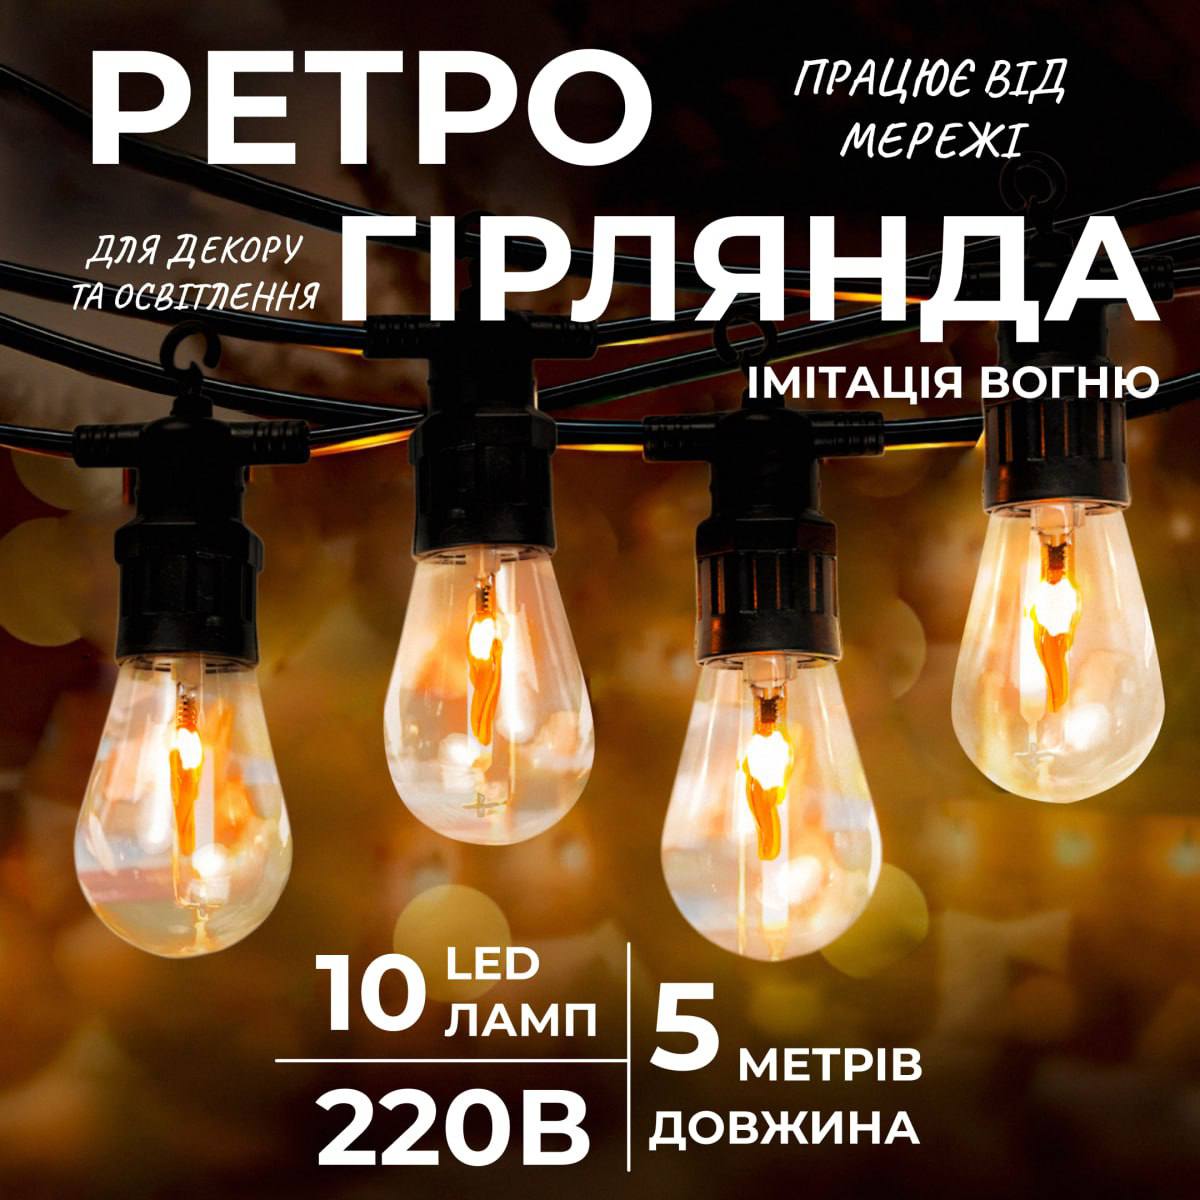 РЕТРО
ПРАЦЮЄ ВІД
МЕРЕЖІ
ДЛЯ ДЕКОРУ
ТА ОСВІТЛЕННЯ
ГІРЛЯНДА
ІМІТАЦІЯ ВОГНЮ
10 LED
ЛАМП
220В
5 МЕТРІВ
ДОВЖИНА